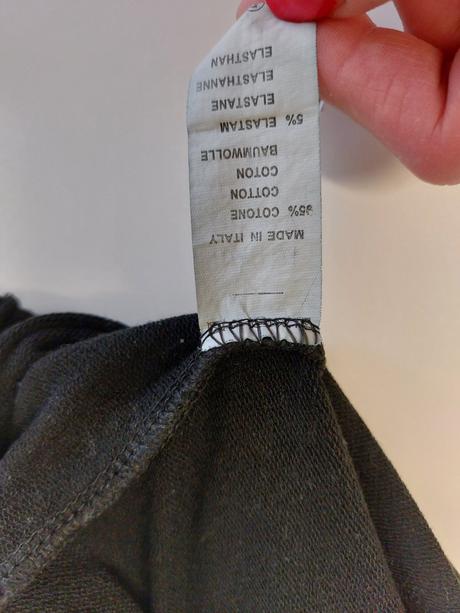 MADE IN ITALY
95% COTONE
COTTON
COTON
BAUMWOLLE
5% ELASTAM
ELASTANE
ELASTHANNE
ELASTHAN